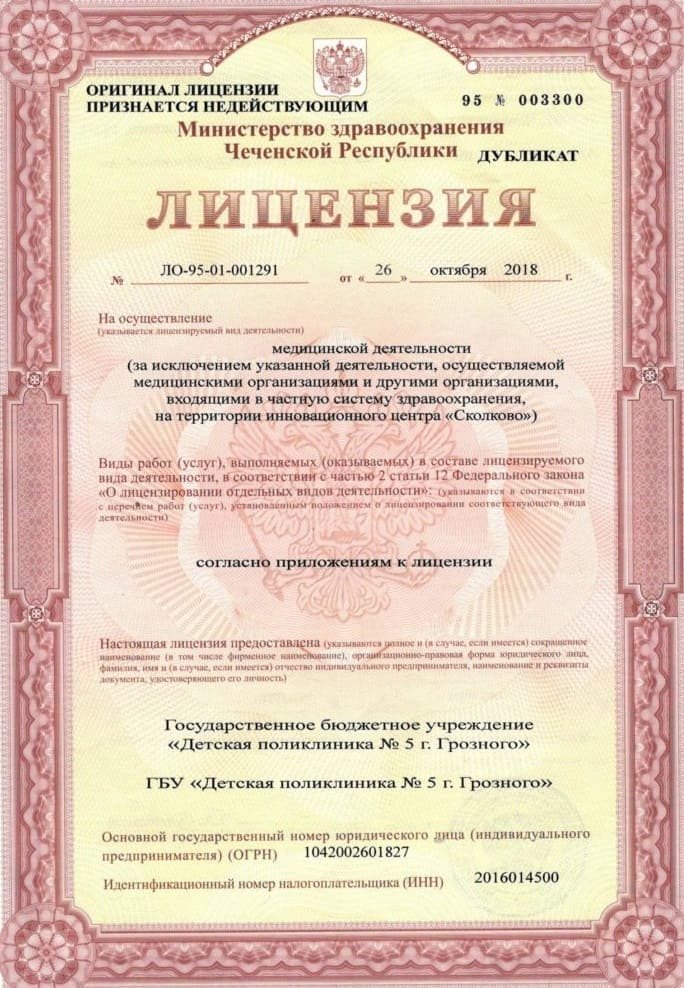 ОРИГИНАЛ ЛИЦЕНЗИИ
ПРИЗНАЕТСЯ НЕДЕЙСТВУЮЩИМ
95 № 003300
Министерство здравоохранения
Чеченской Республики
ДУБЛИКАТ
ЛИЦЕНЗИЯ
№ ЛО-95-01-001291 от « 26 » октября 2018 г.
На осуществление
(указывается лицензируемый вид деятельности)
медицинской деятельности
(за исключением указанной деятельности, осуществляемой
медицинскими организациями и другими организациями,
входящими в частную систему здравоохранения,
на территории инновационного центра «Сколково»)
Виды работ (услуг), выполняемых (оказываемых) в составе лицензируемого
вида деятельности, в соответствии с частью 2 статьи 12 Федерального закона
«О лицензировании отдельных видов деятельности»: (указываются в соответствии
с перечнем работ (услуг), установленным положением о лицензировании соответствующего вида
деятельности)
согласно приложениям к лицензии
Настоящая лицензия предоставлена (указываются полное и (в случае, если имеется) сокращенное
наименование (в том числе фирменное наименование), организационно-правовая форма юридического лица,
фамилия, имя и (в случае, если имеется) отчество индивидуального предпринимателя, наименование и реквизиты
документа, удостоверяющего его личность)
Государственное бюджетное учреждение
«Детская поликлиника № 5 г. Грозного»
ГБУ «Детская поликлиника № 5 г. Грозного»
Основной государственный номер юридического лица (индивидуального
предпринимателя) (ОГРН) 1042002601827
Идентификационный номер налогоплательщика (ИНН) 2016014500